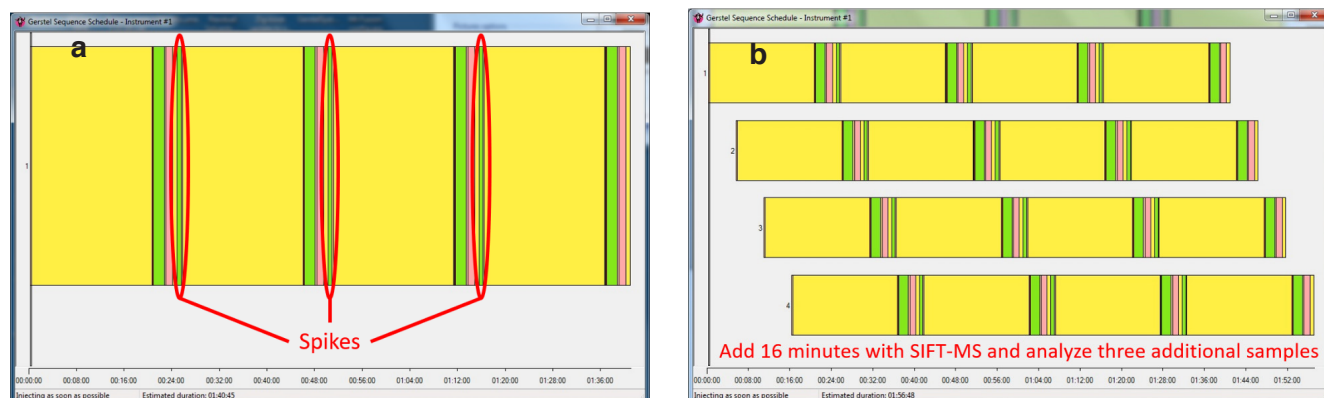 Gerstel Sequence Schedule - Instrument #1
a
1
Spikes
00:00:00 00:08:00 00:16:00 00:24:00 00:32:00 00:40:00 00:48:00 00:56:00 01:04:00 01:12:00 01:20:00 01:28:00 01:36:00
Injecting as soon as possible Estimated duration: 01:40:45
Gerstel Sequence Schedule - Instrument #1
b
1
2
3
4
Add 16 minutes with SIFT-MS and analyze three additional samples
00:00:00 00:08:00 00:16:00 00:24:00 00:32:00 00:40:00 00:48:00 00:56:00 01:04:00 01:12:00 01:20:00 01:28:00 01:36:00 01:44:00 01:52:00
Injecting as soon as possible Estimated duration: 01:56:48